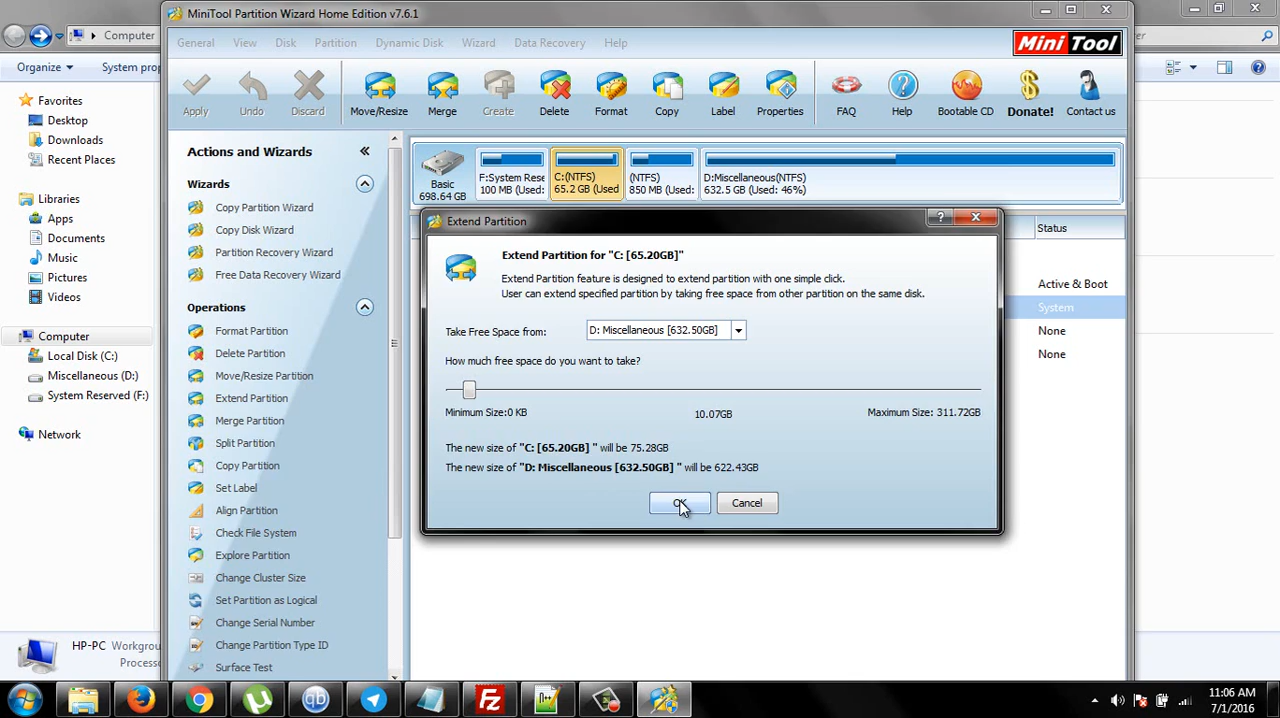 MiniTool Partition Wizard Home Edition v7.6.1
Computer
General View Disk Partition Dynamic Disk Wizard Data Recovery Help
Mini Tool
Organize System prop
Apply Undo Discard Move/Resize Merge Create Delete Format Copy Label Properties FAQ Help Bootable CD Donate! Contact us
Favorites
Desktop
Downloads
Recent Places
Libraries
Apps
Documents
Music
Pictures
Videos
Computer
Local Disk (C:)
Miscellaneous (D:)
System Reserved (F:)
Network
Actions and Wizards
Wizards
Copy Partition Wizard
Copy Disk Wizard
Partition Recovery Wizard
Free Data Recovery Wizard
Operations
Format Partition
Delete Partition
Move/Resize Partition
Extend Partition
Merge Partition
Split Partition
Copy Partition
Set Label
Align Partition
Check File System
Explore Partition
Change Cluster Size
Set Partition as Logical
Change Serial Number
Change Partition Type ID
Surface Test
Basic
698.64 GB
F:System Rese
100 MB (Used:
C:(NTFS)
65.2 GB (Used
(NTFS)
850 MB (Used:
D:Miscellaneous(NTFS)
632.5 GB (Used: 46%)
Status
Active & Boot
System
None
None
Extend Partition
Extend Partition for "C: [65.20GB]"
Extend Partition feature is designed to extend partition with one simple click.
User can extend specified partition by taking free space from other partition on the same disk.
Take Free Space from: D: Miscellaneous [632.50GB]
How much free space do you want to take?
Minimum Size:0 KB 10.07GB Maximum Size: 311.72GB
The new size of "C: [65.20GB] " will be 75.28GB
The new size of "D: Miscellaneous [632.50GB] " will be 622.43GB
OK Cancel
HP-PC Workgrou
Processo
11:06 AM
7/1/2016